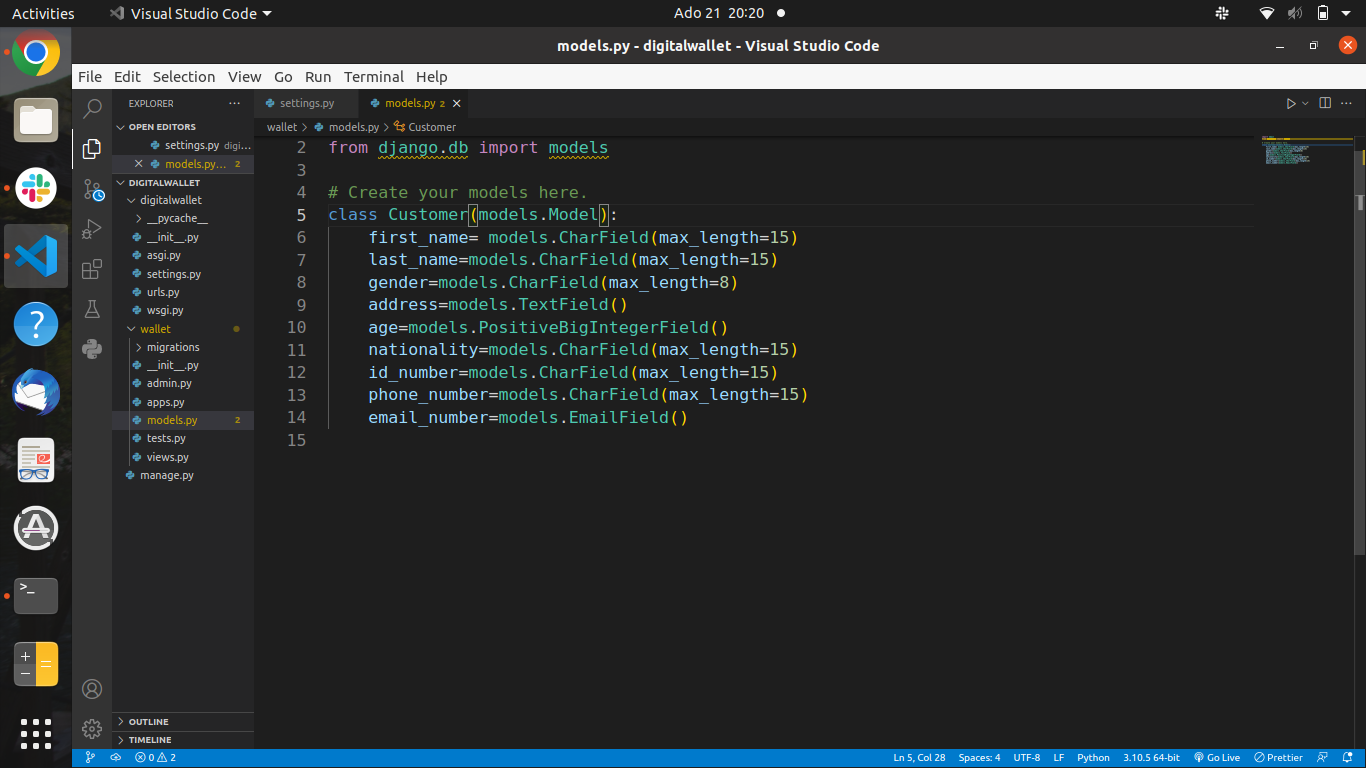 Activities
Visual Studio Code
Ado 21 20:20
models.py - digitalwallet - Visual Studio Code
File Edit Selection View Go Run Terminal Help
EXPLORER
OPEN EDITORS
settings.py digi...
models.py... 2
DIGITALWALLET
digitalwallet
__pycache__
__init__.py
asgi.py
settings.py
urls.py
wsgi.py
wallet
migrations
__init__.py
admin.py
apps.py
models.py 2
tests.py
views.py
manage.py
OUTLINE
TIMELINE
settings.py
models.py 2
wallet > models.py > Customer
2 from django.db import models
3
4 # Create your models here.
5 class Customer(models.Model):
6 first_name= models.CharField(max_length=15)
7 last_name=models.CharField(max_length=15)
8 gender=models.CharField(max_length=8)
9 address=models.TextField()
10 age=models.PositiveBigIntegerField()
11 nationality=models.CharField(max_length=15)
12 id_number=models.CharField(max_length=15)
13 phone_number=models.CharField(max_length=15)
14 email_number=models.EmailField()
15
0 2
Ln 5, Col 28 Spaces: 4 UTF-8 LF Python 3.10.5 64-bit Go Live Prettier